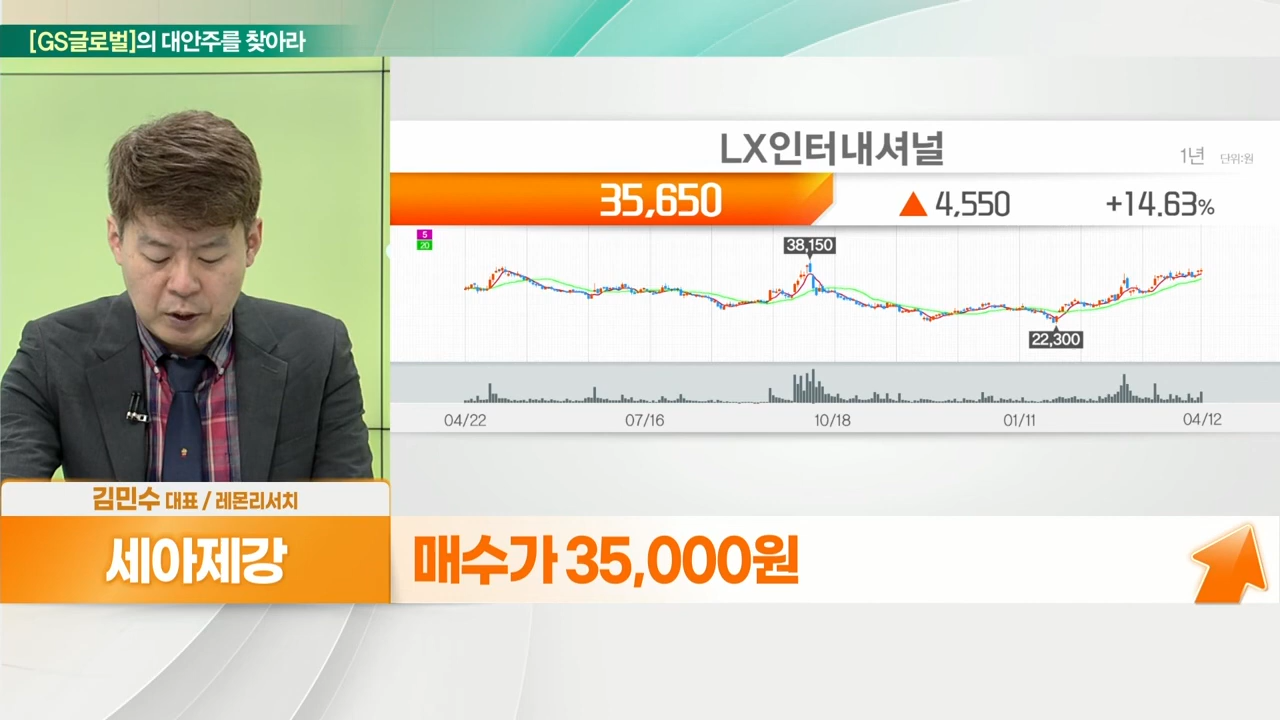 [GS글로벌]의 대안주를 찾아라
LX인터내셔널
1년 단위:원
35,650
▲ 4,550
+14.63%
5
20
38,150
22,300
04/22 07/16 10/18 01/11 04/12
김민수 대표 / 레몬리서치
세아제강
매수가 35,000원